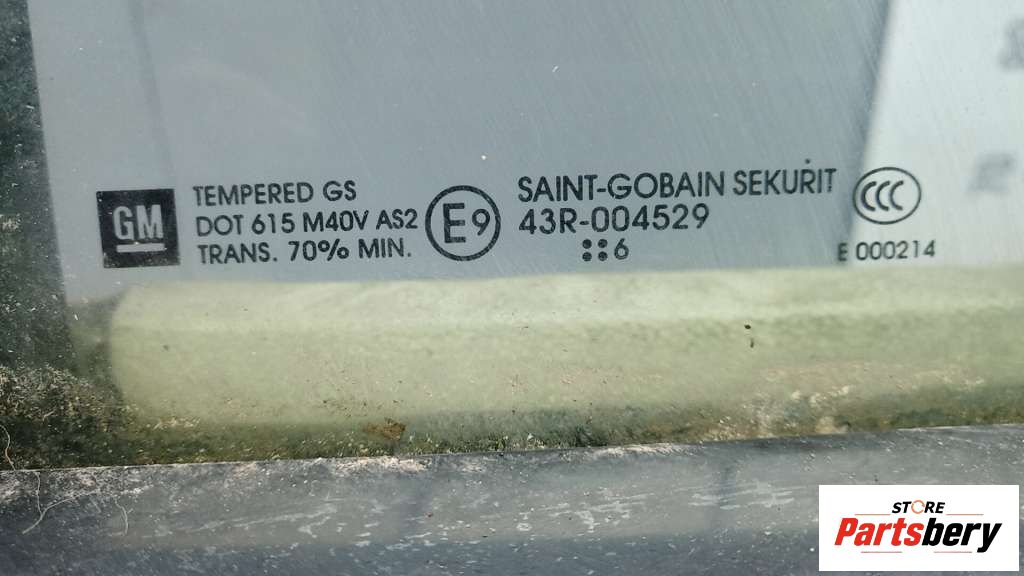 GM
TEMPERED GS
DOT 615 M40V AS2
TRANS. 70% MIN.
E9
SAINT-GOBAIN SEKURIT
43R-004529
6
CCC
E 000214
STORE
Partsbery